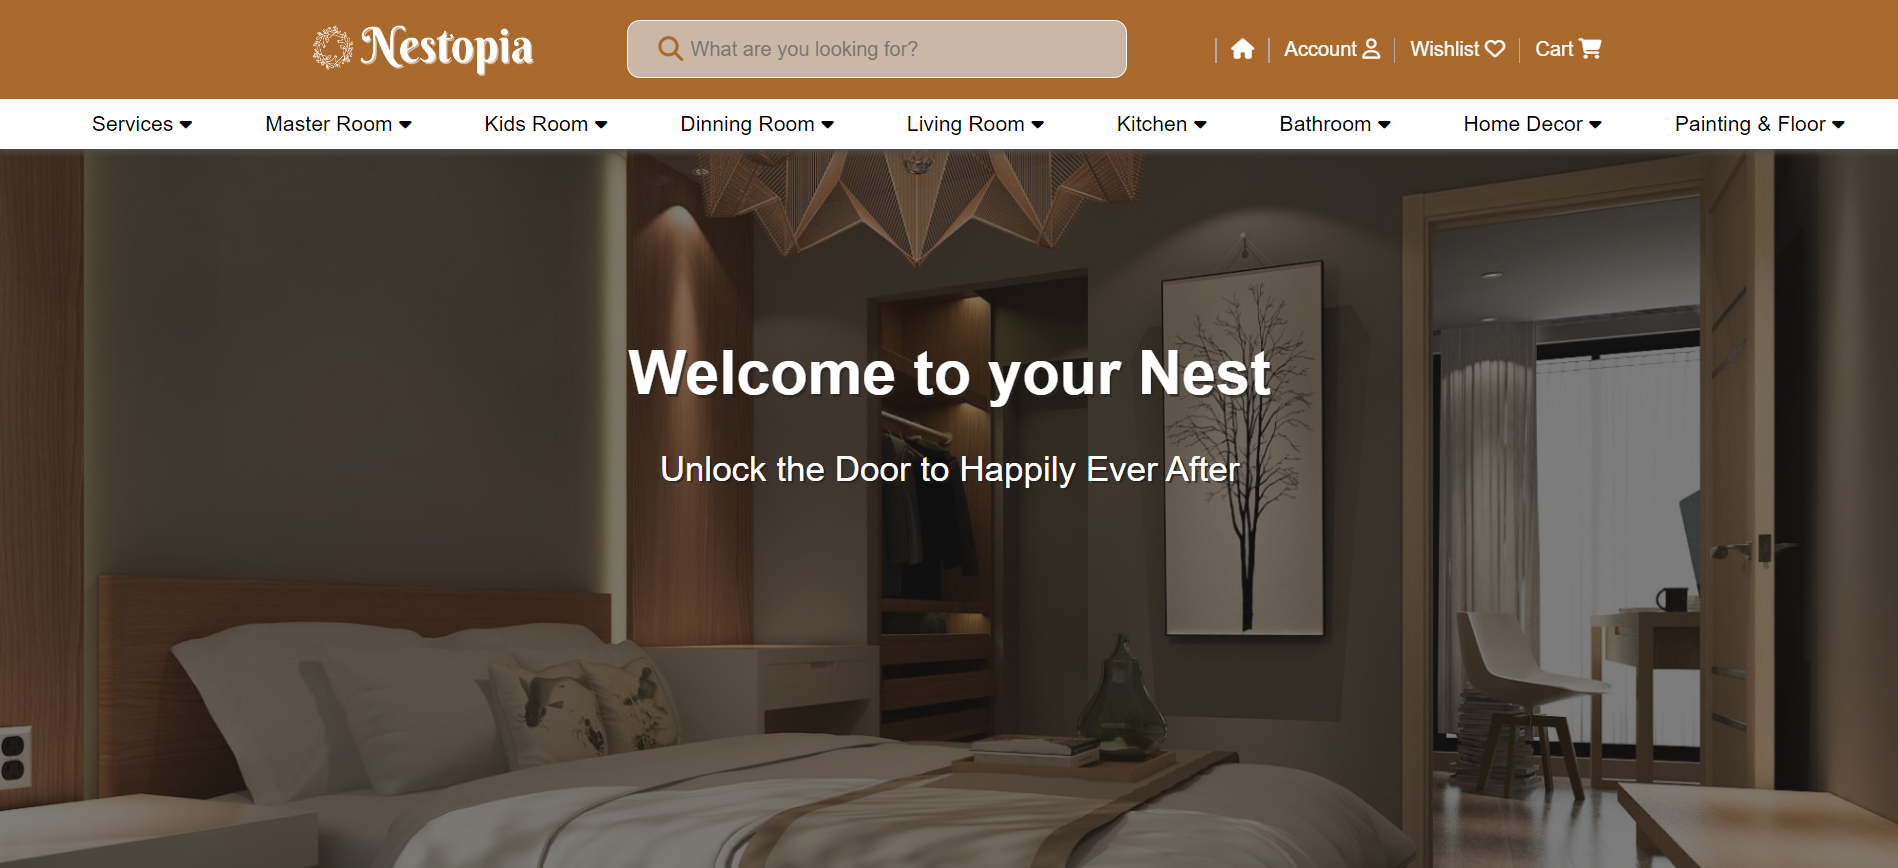 Nestopia
What are you looking for?
Account
Wishlist
Cart
Services
Master Room
Kids Room
Dinning Room
Living Room
Kitchen
Bathroom
Home Decor
Painting & Floor
Welcome to your Nest
Unlock the Door to Happily Ever After